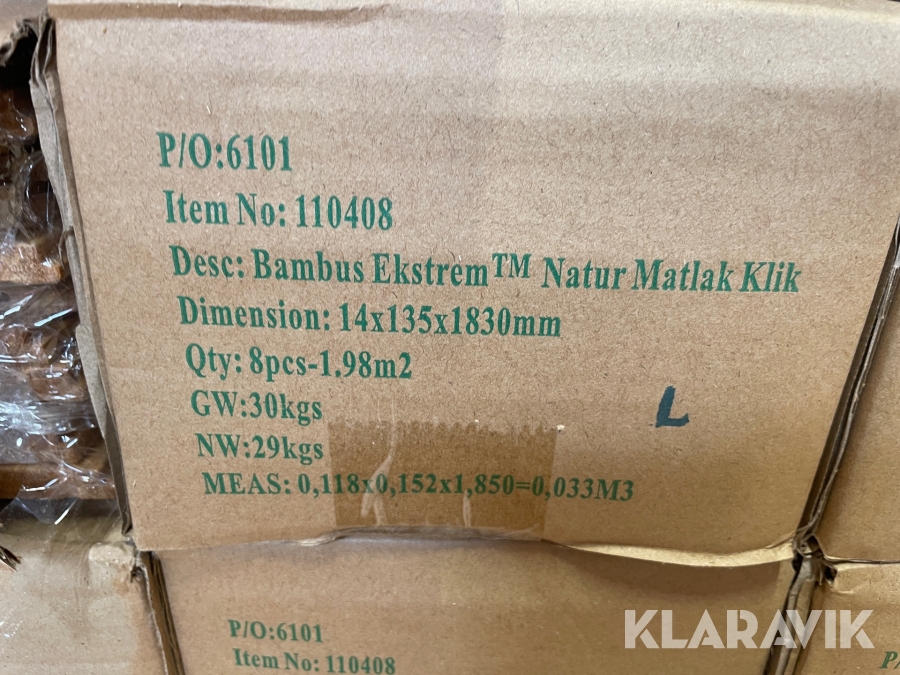 P/O:6101
Item No: 110408
Desc: Bambus Ekstrem™ Natur Matlak Klik
Dimension: 14x135x1830mm
Qty: 8pcs-1.98m2
GW:30kgs
L
NW:29kgs
MEAS: 0,118x0,152x1,850=0,033M3
P/O:6101
Item No: 110408
KLARAVIK
P/